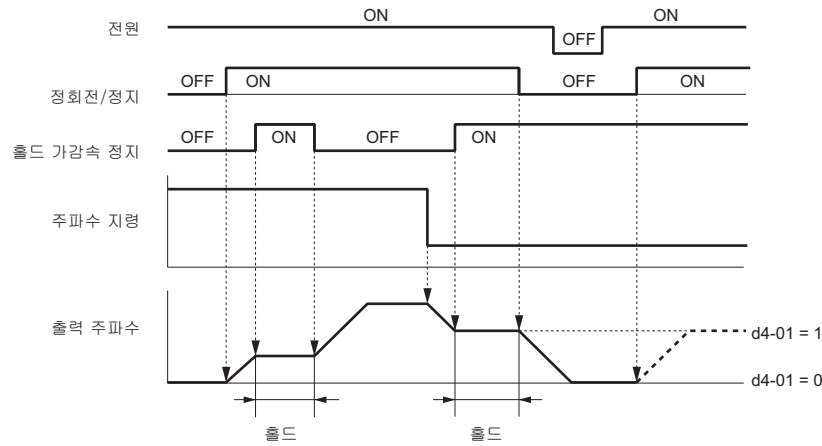 ON
ON
전원
OFF
OFF
ON
OFF
ON
정회전/정지
OFF
ON
OFF
ON
홀드 가감속 정지
주파수 지령
출력 주파수
d4-01 = 1
d4-01 = 0
홀드
홀드